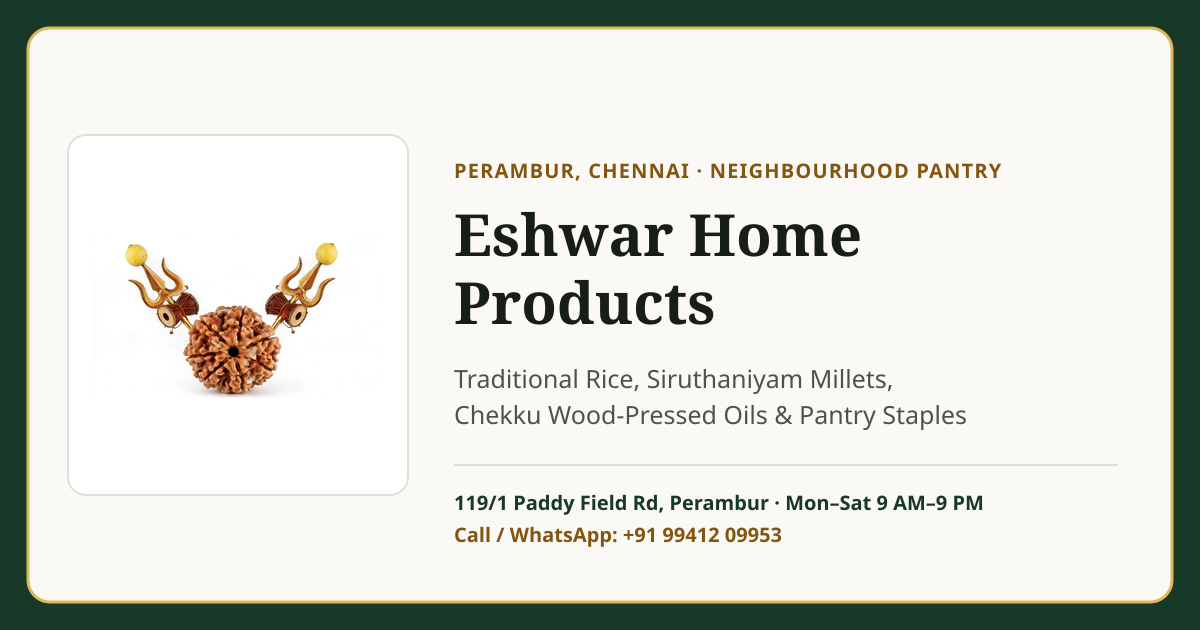 PERAMBUR, CHENNAI · NEIGHBOURHOOD PANTRY
Eshwar Home
Products
Traditional Rice, Siruthaniyam Millets,
Chekku Wood-Pressed Oils & Pantry Staples
119/1 Paddy Field Rd, Perambur · Mon–Sat 9 AM–9 PM
Call / WhatsApp: +91 99412 09953